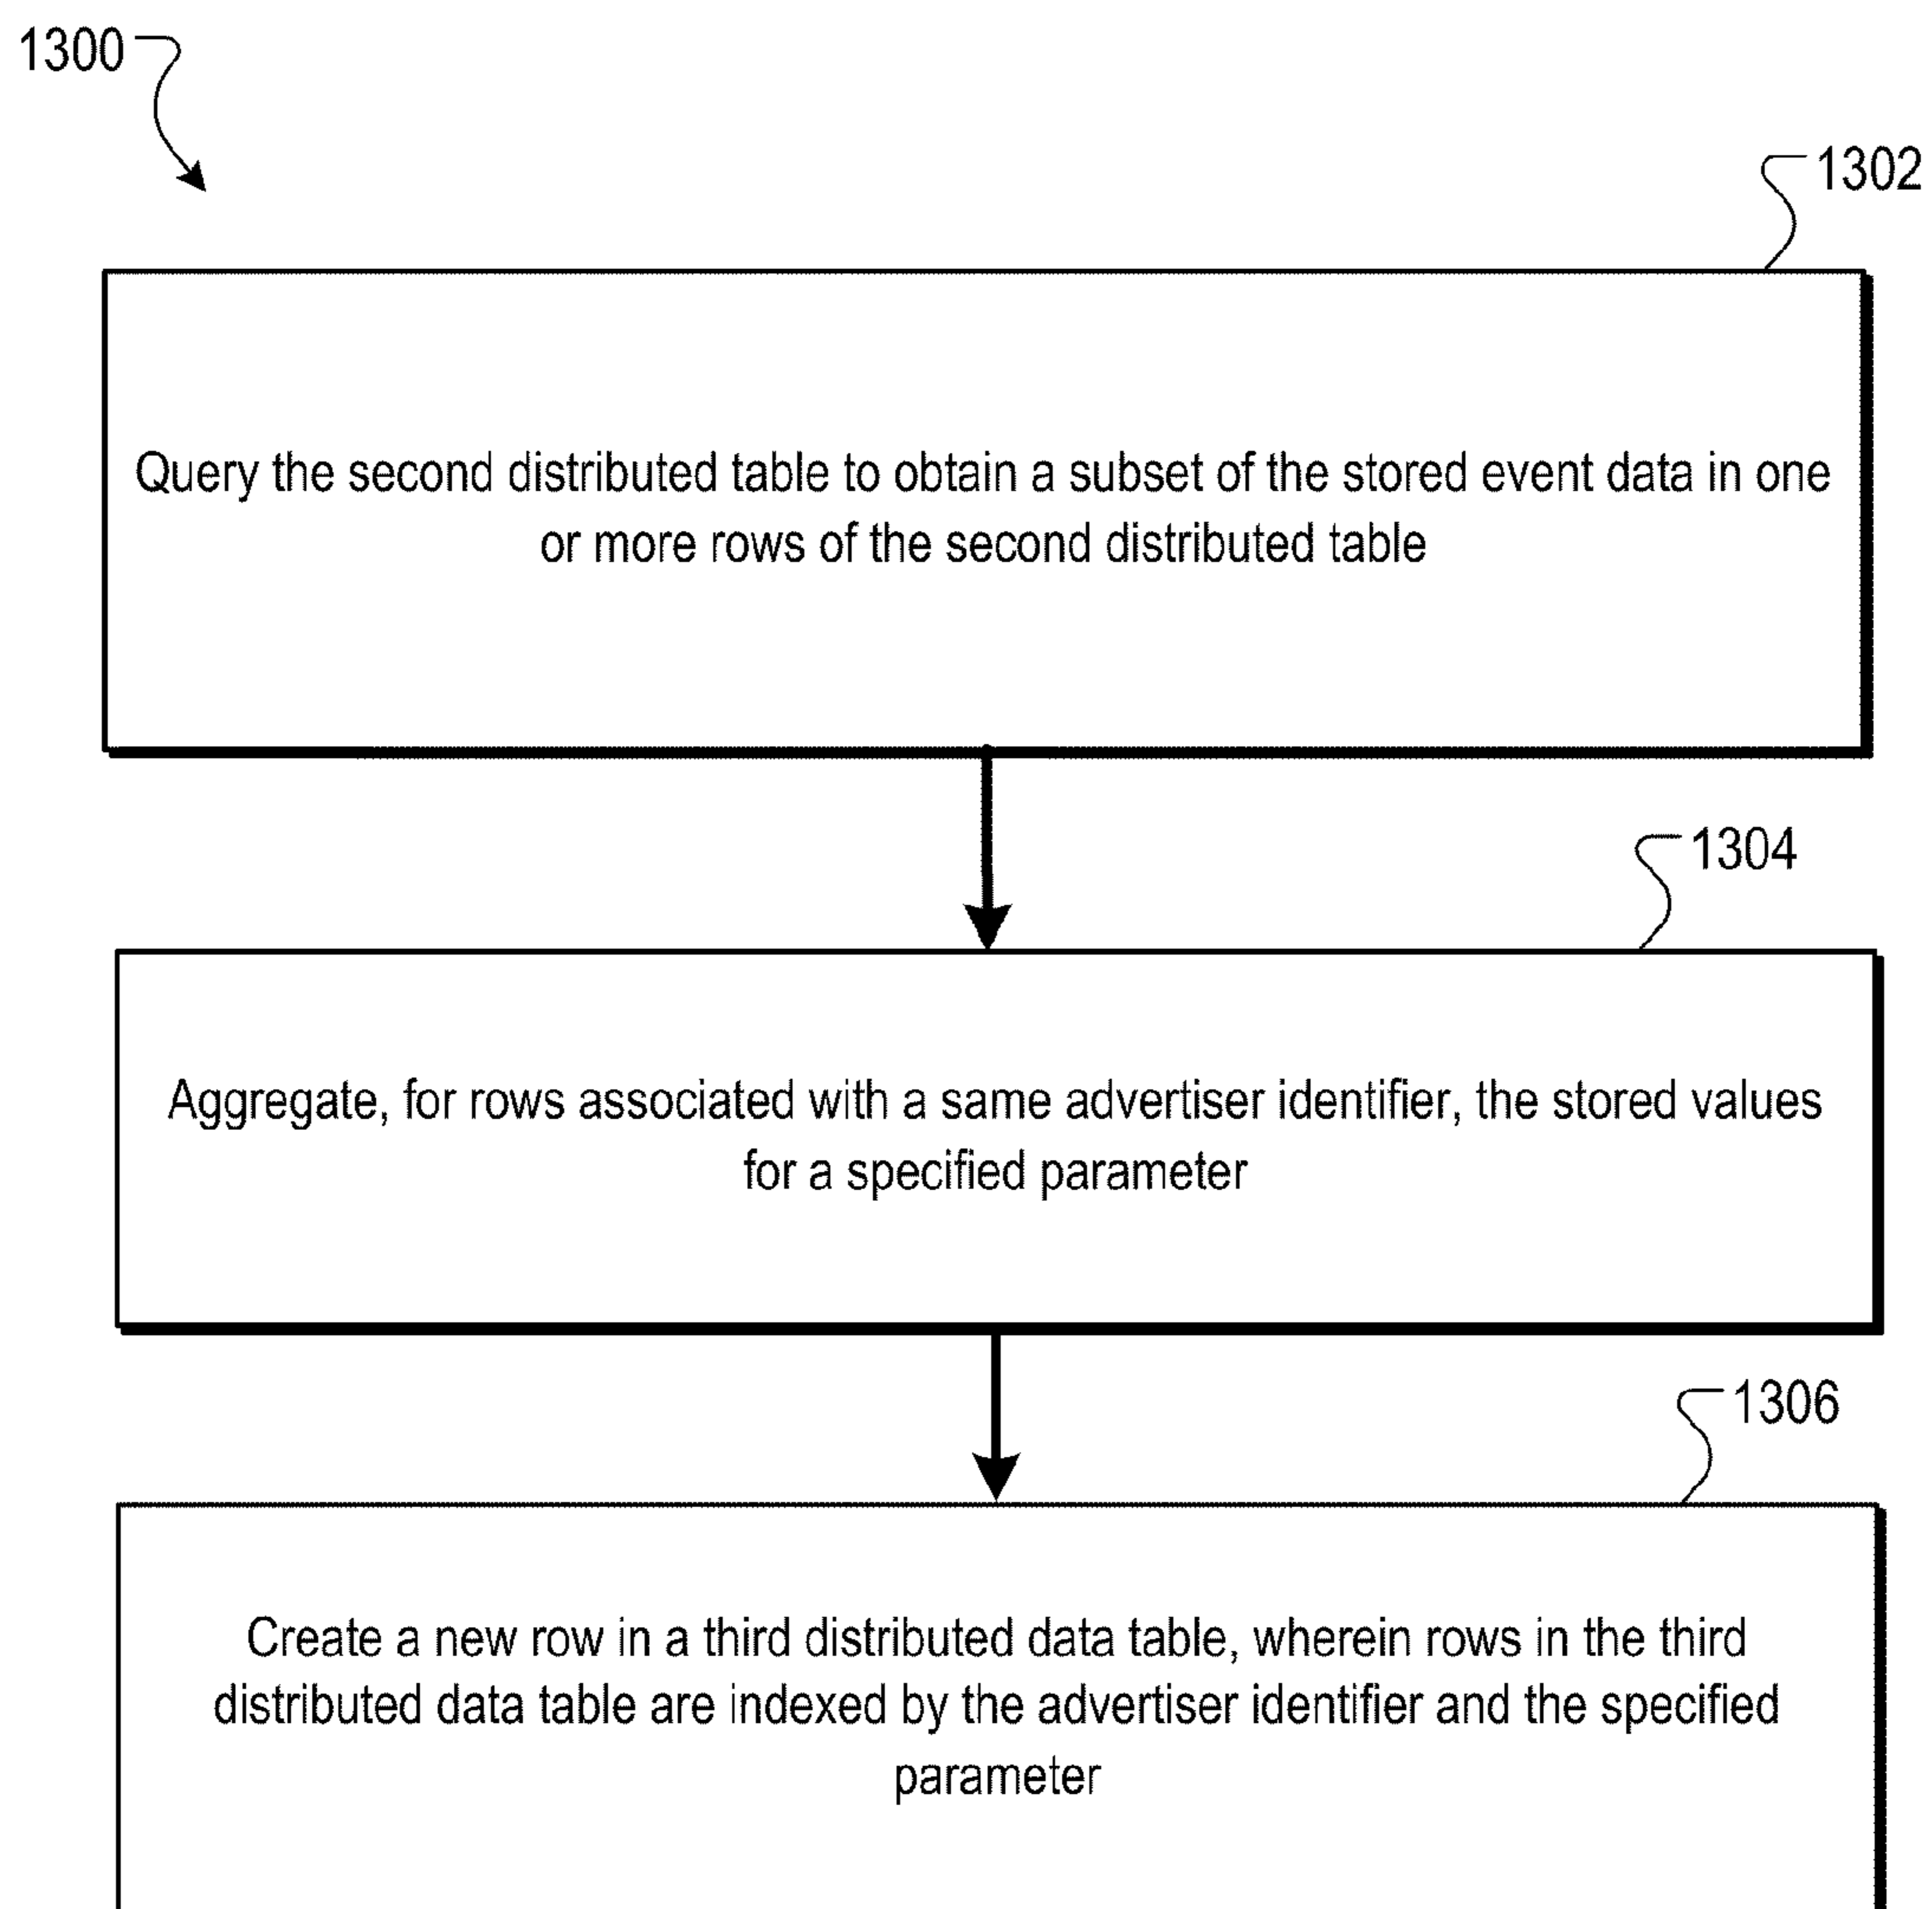 1300
1302
Query the second distributed table to obtain a subset of the stored event data in one
or more rows of the second distributed table
1304
Aggregate, for rows associated with a same advertiser identifier, the stored values
for a specified parameter
1306
Create a new row in a third distributed data table, wherein rows in the third
distributed data table are indexed by the advertiser identifier and the specified
parameter